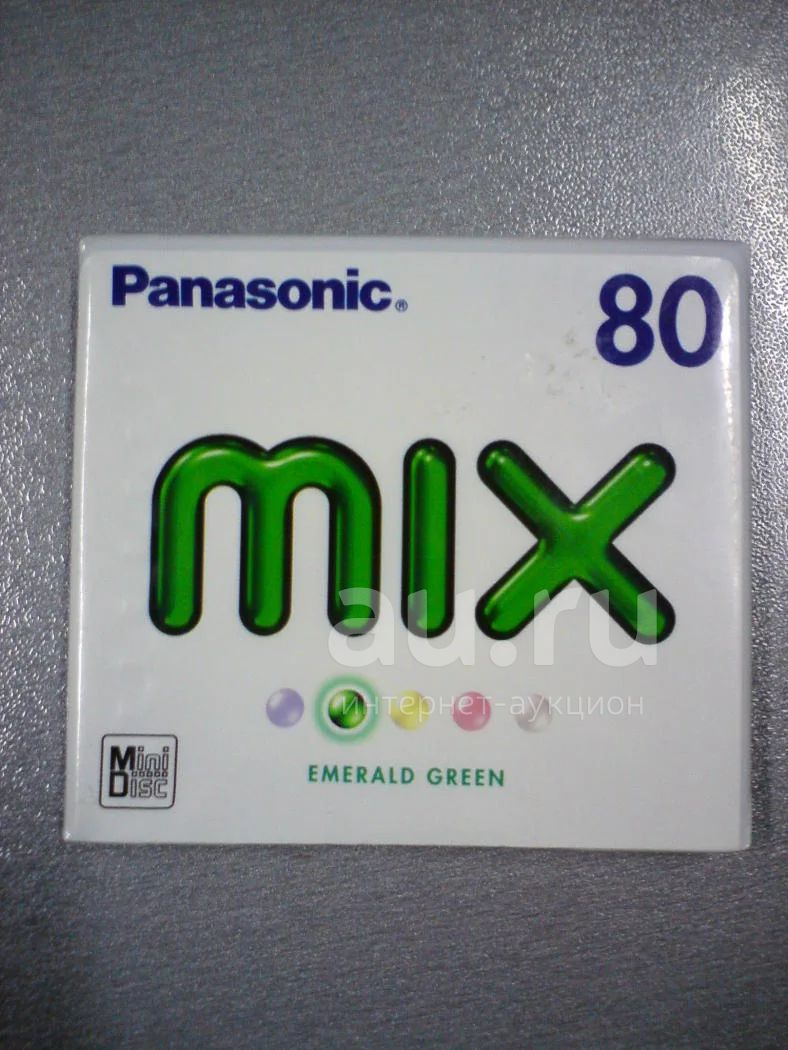 Panasonic®
80
mix
au.ru
интернет-аукцион
EMERALD GREEN
Mini
Disc